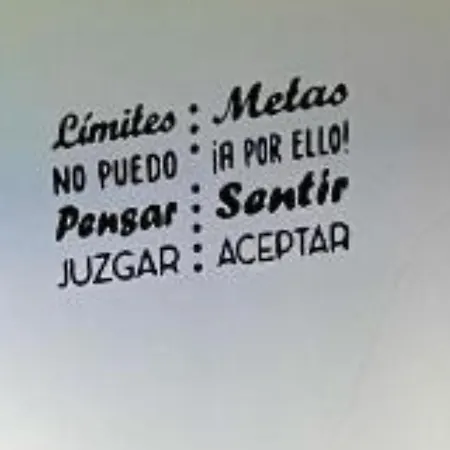 Límites : Metas
NO PUEDO : ¡A POR ELLO!
Pensar : Sentir
JUZGAR : ACEPTAR